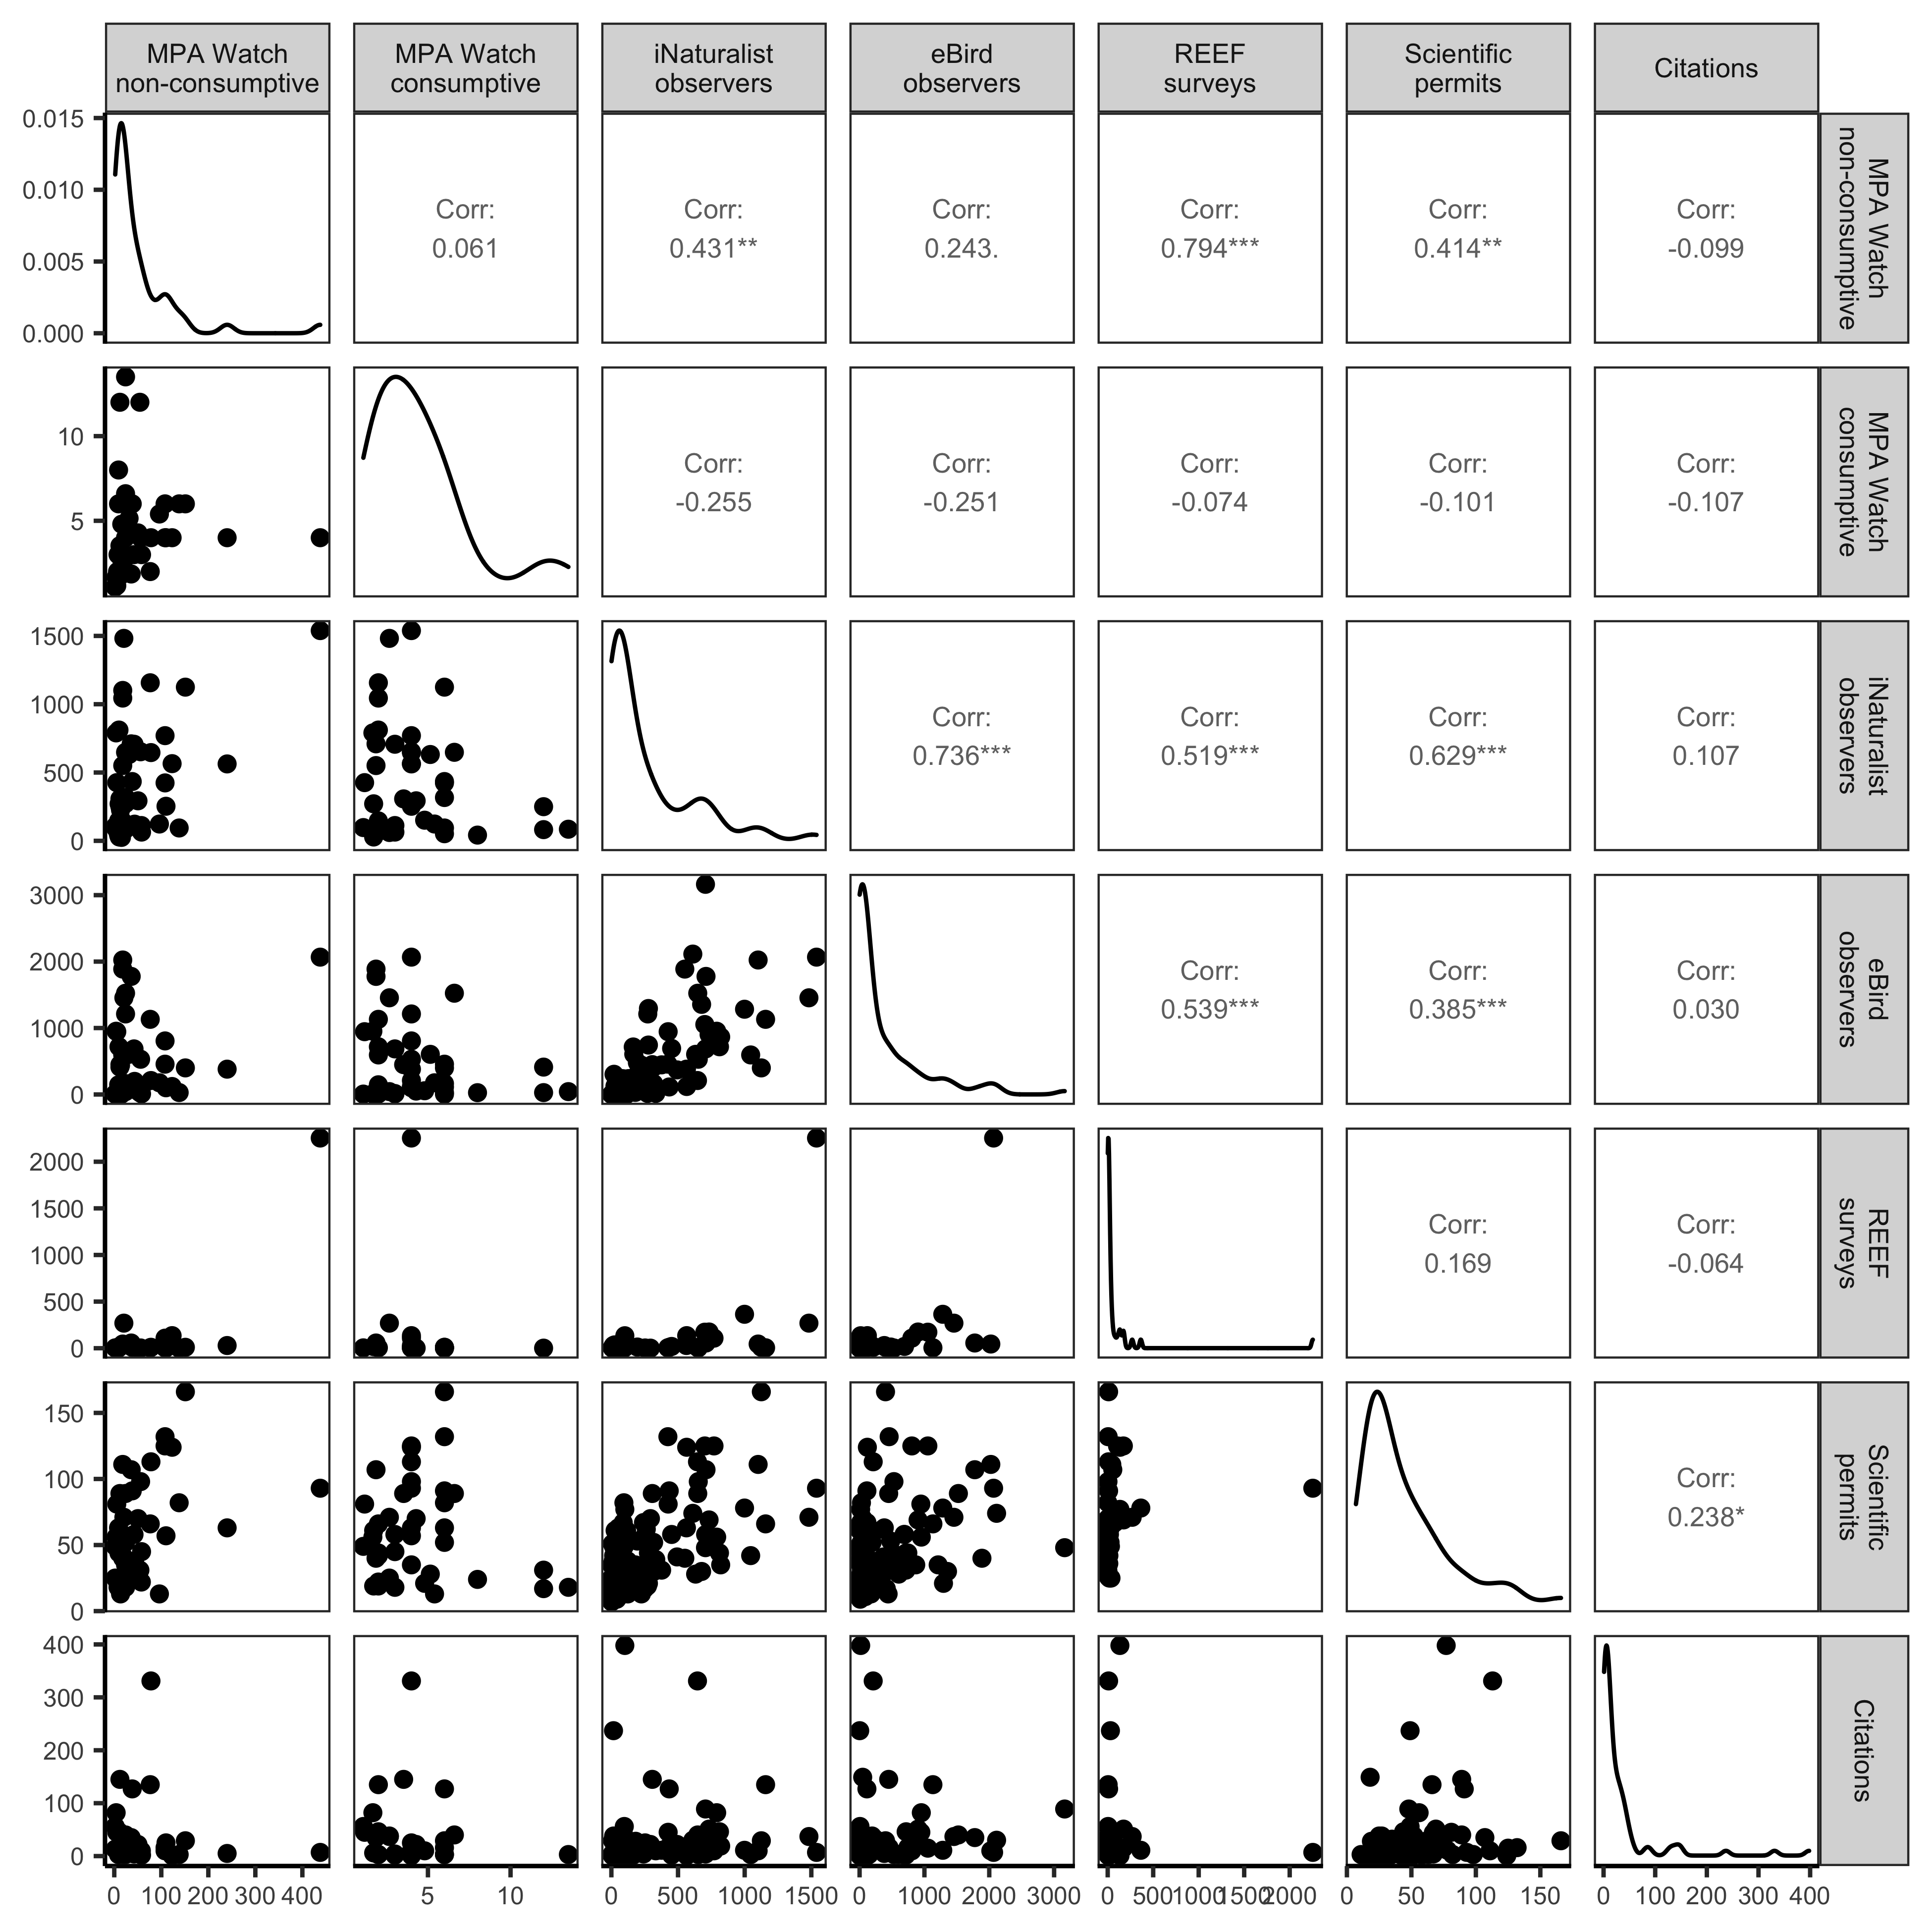 MPA Watch
non-consumptive
MPA Watch
consumptive
iNaturalist
observers
eBird
observers
REEF
surveys
Scientific
permits
Citations
0.015
0.010
0.005
0.000
Corr:
0.061
Corr:
0.431**
Corr:
0.243.
Corr:
0.794***
Corr:
0.414**
Corr:
-0.099
MPA Watch
non-consumptive
10
5
Corr:
-0.255
Corr:
-0.251
Corr:
-0.074
Corr:
-0.101
Corr:
-0.107
MPA Watch
consumptive
1500
1000
500
0
Corr:
0.736***
Corr:
0.519***
Corr:
0.629***
Corr:
0.107
iNaturalist
observers
3000
2000
1000
0
Corr:
0.539***
Corr:
0.385***
Corr:
0.030
eBird
observers
2000
1500
1000
500
0
Corr:
0.169
Corr:
-0.064
REEF
surveys
150
100
50
0
Corr:
0.238*
Scientific
permits
400
300
200
100
0
Citations
0 100 200 300 400
5 10
0 500 1000 1500
0 1000 2000 3000
0 500 1000 1500 2000
0 50 100 150
0 100 200 300 400